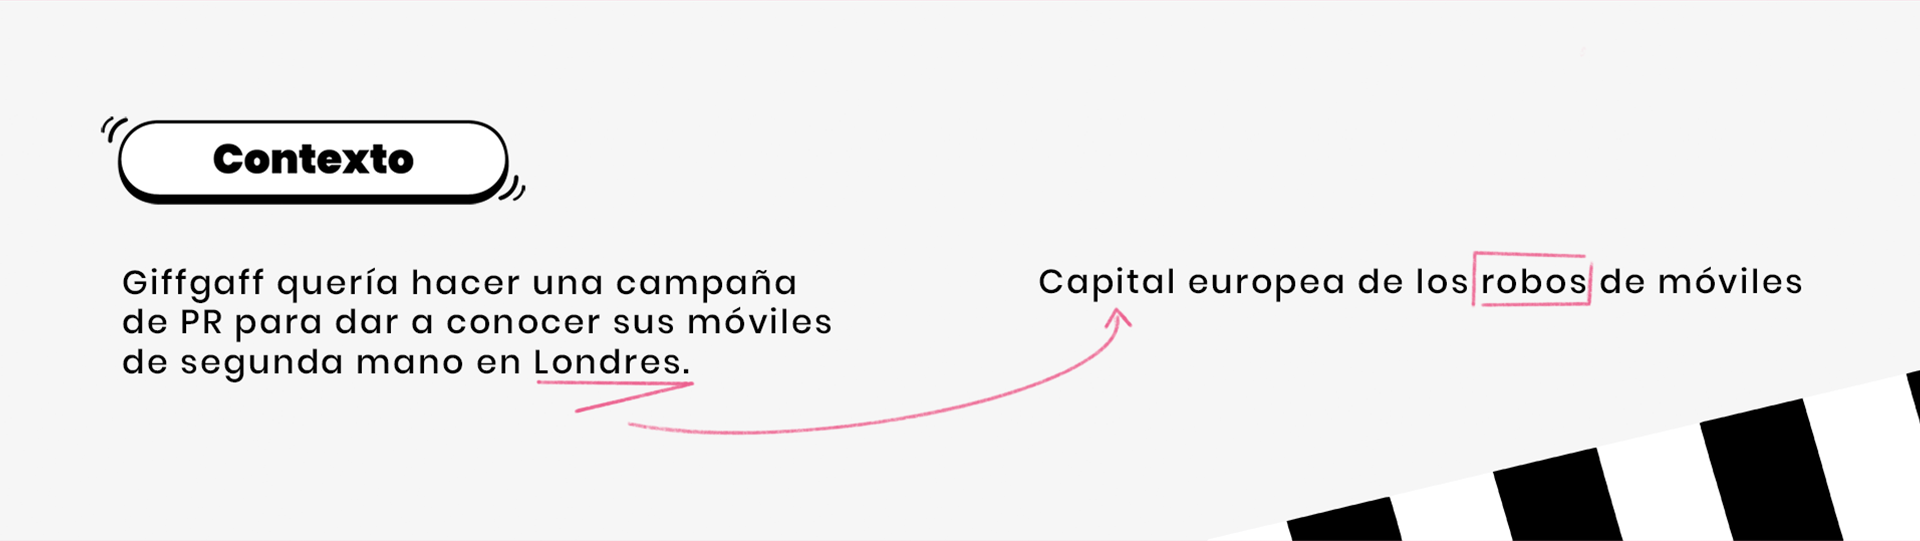 Contexto
Giffgaff quería hacer una campaña
de PR para dar a conocer sus móviles
de segunda mano en Londres.
Capital europea de los robos de móviles